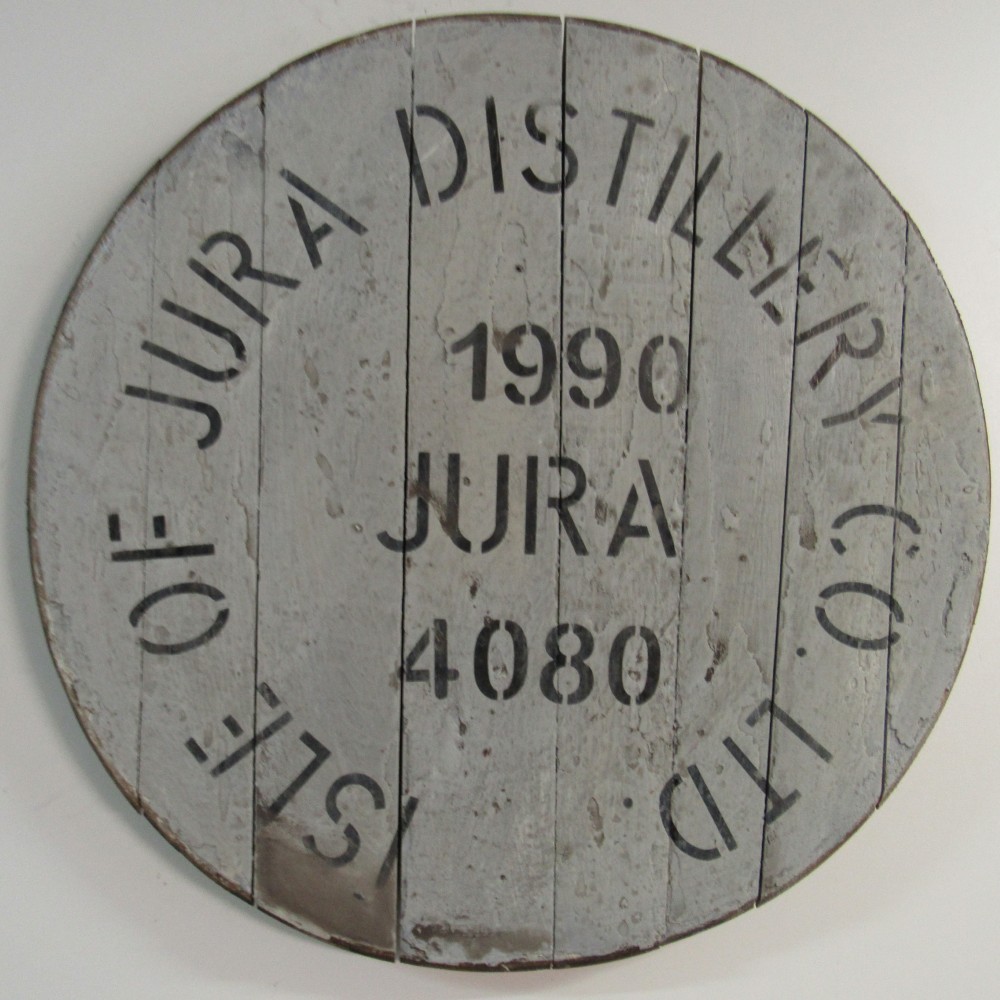 ISLE OF JURA DISTILLERY CO. LTD.
1990
JURA
4080